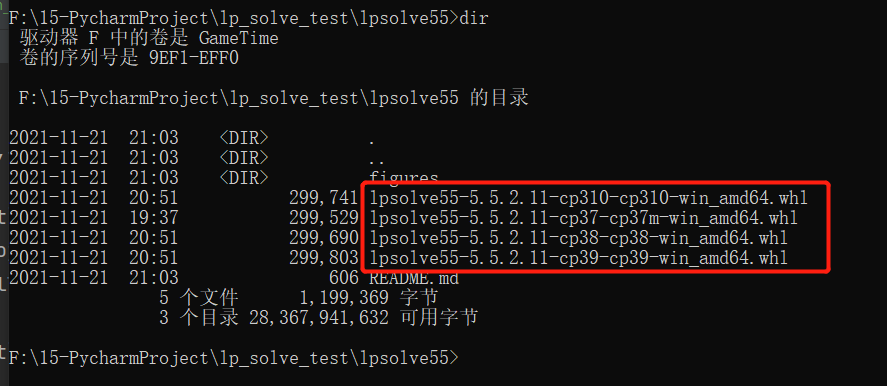 F:\15-PycharmProject\lp_solve_test\lpsolve55>dir
驱动器 F 中的卷是 GameTime
卷的序列号是 9EF1-EFF0
F:\15-PycharmProject\lp_solve_test\lpsolve55 的目录
2021-11-21 21:03 <DIR> .
2021-11-21 21:03 <DIR> ..
2021-11-21 21:03 <DIR> figures
2021-11-21 20:51 299,741 lpsolve55-5.5.2.11-cp310-cp310-win_amd64.whl
2021-11-21 19:37 299,529 lpsolve55-5.5.2.11-cp37-cp37m-win_amd64.whl
2021-11-21 20:51 299,690 lpsolve55-5.5.2.11-cp38-cp38-win_amd64.whl
2021-11-21 20:51 299,803 lpsolve55-5.5.2.11-cp39-cp39-win_amd64.whl
2021-11-21 21:03 606 README.md
5 个文件 1,199,369 字节
3 个目录 28,367,941,632 可用字节
F:\15-PycharmProject\lp_solve_test\lpsolve55>